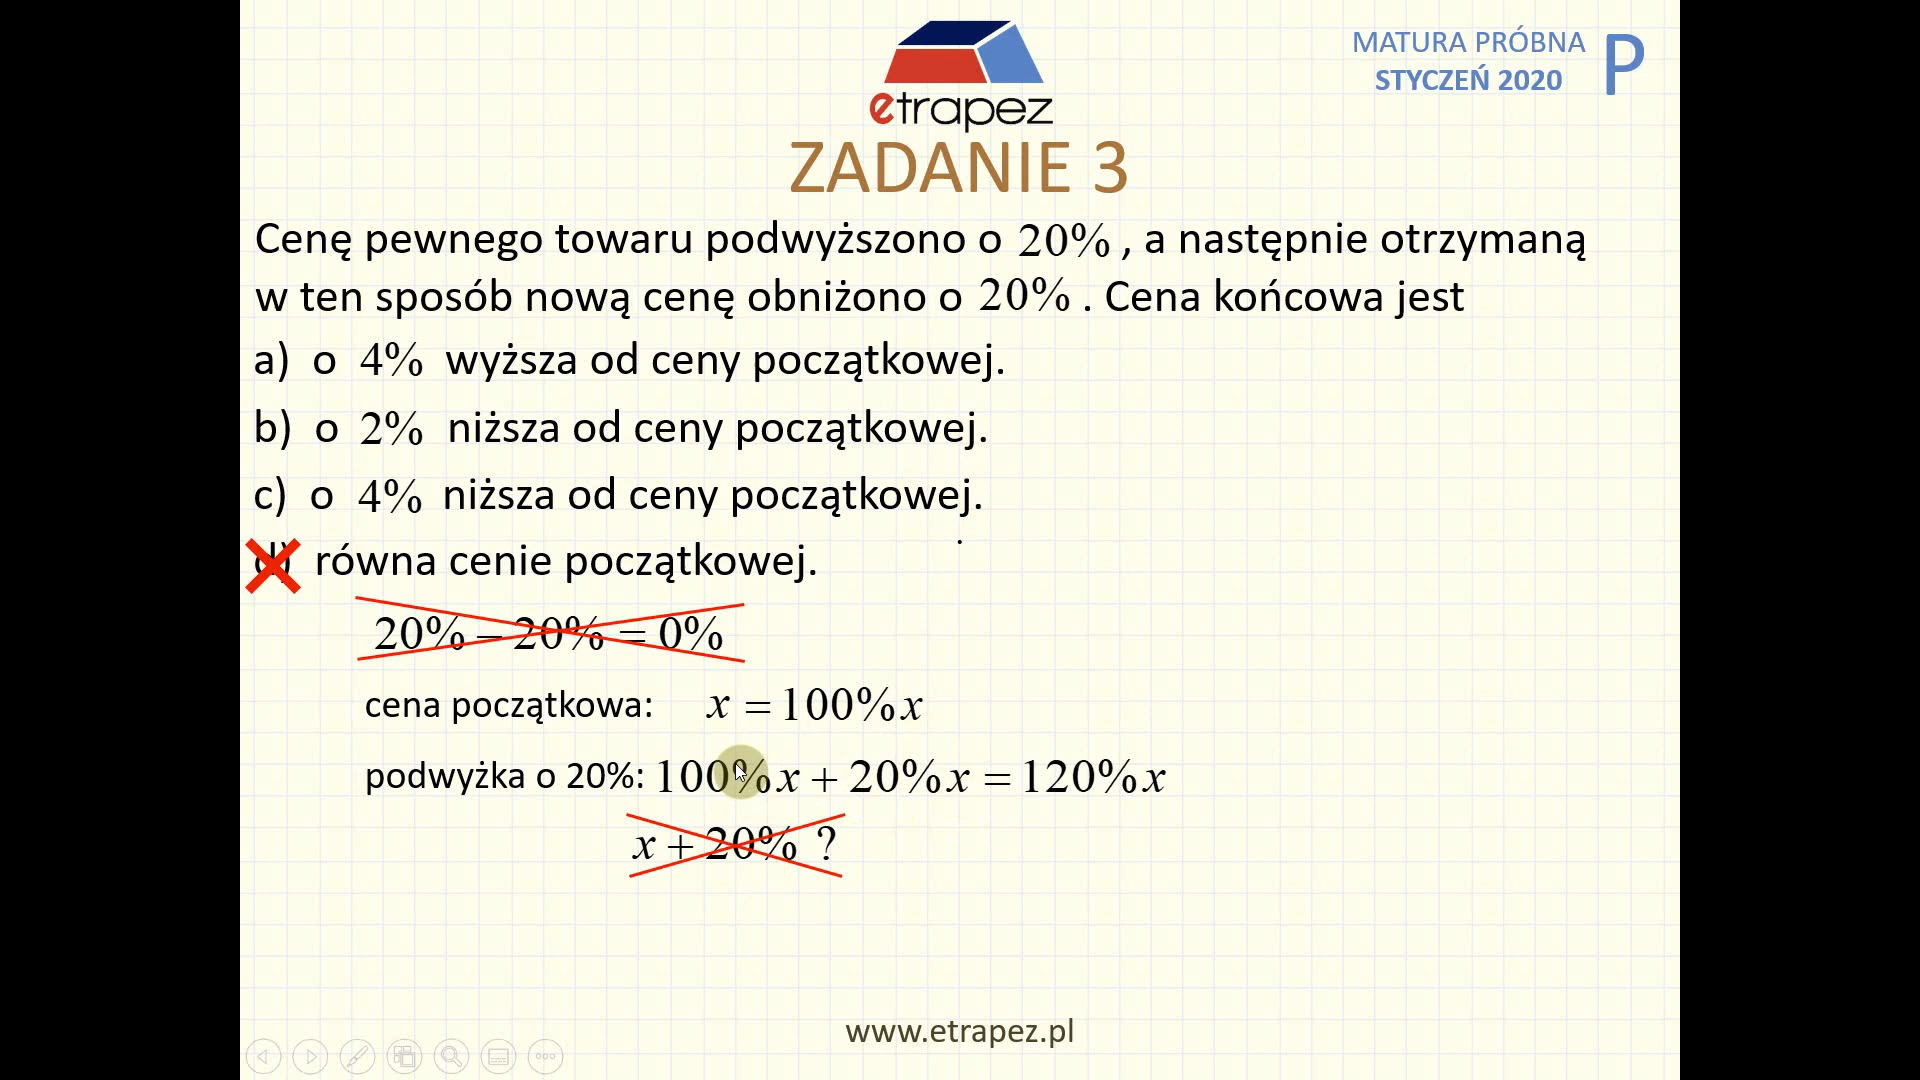 MATURA PRÓBNA
STYCZEŃ 2020
P
etrapez
ZADANIE 3
Cenę pewnego towaru podwyższono o 20% , a następnie otrzymaną
w ten sposób nową cenę obniżono o 20% . Cena końcowa jest
a) o 4% wyższa od ceny początkowej.
b) o 2% niższa od ceny początkowej.
c) o 4% niższa od ceny początkowej.
d) równa cenie początkowej.
20% – 20% = 0%
cena początkowa: x = 100% x
podwyżka o 20%: 100% x + 20% x = 120% x
x + 20% ?
www.etrapez.pl